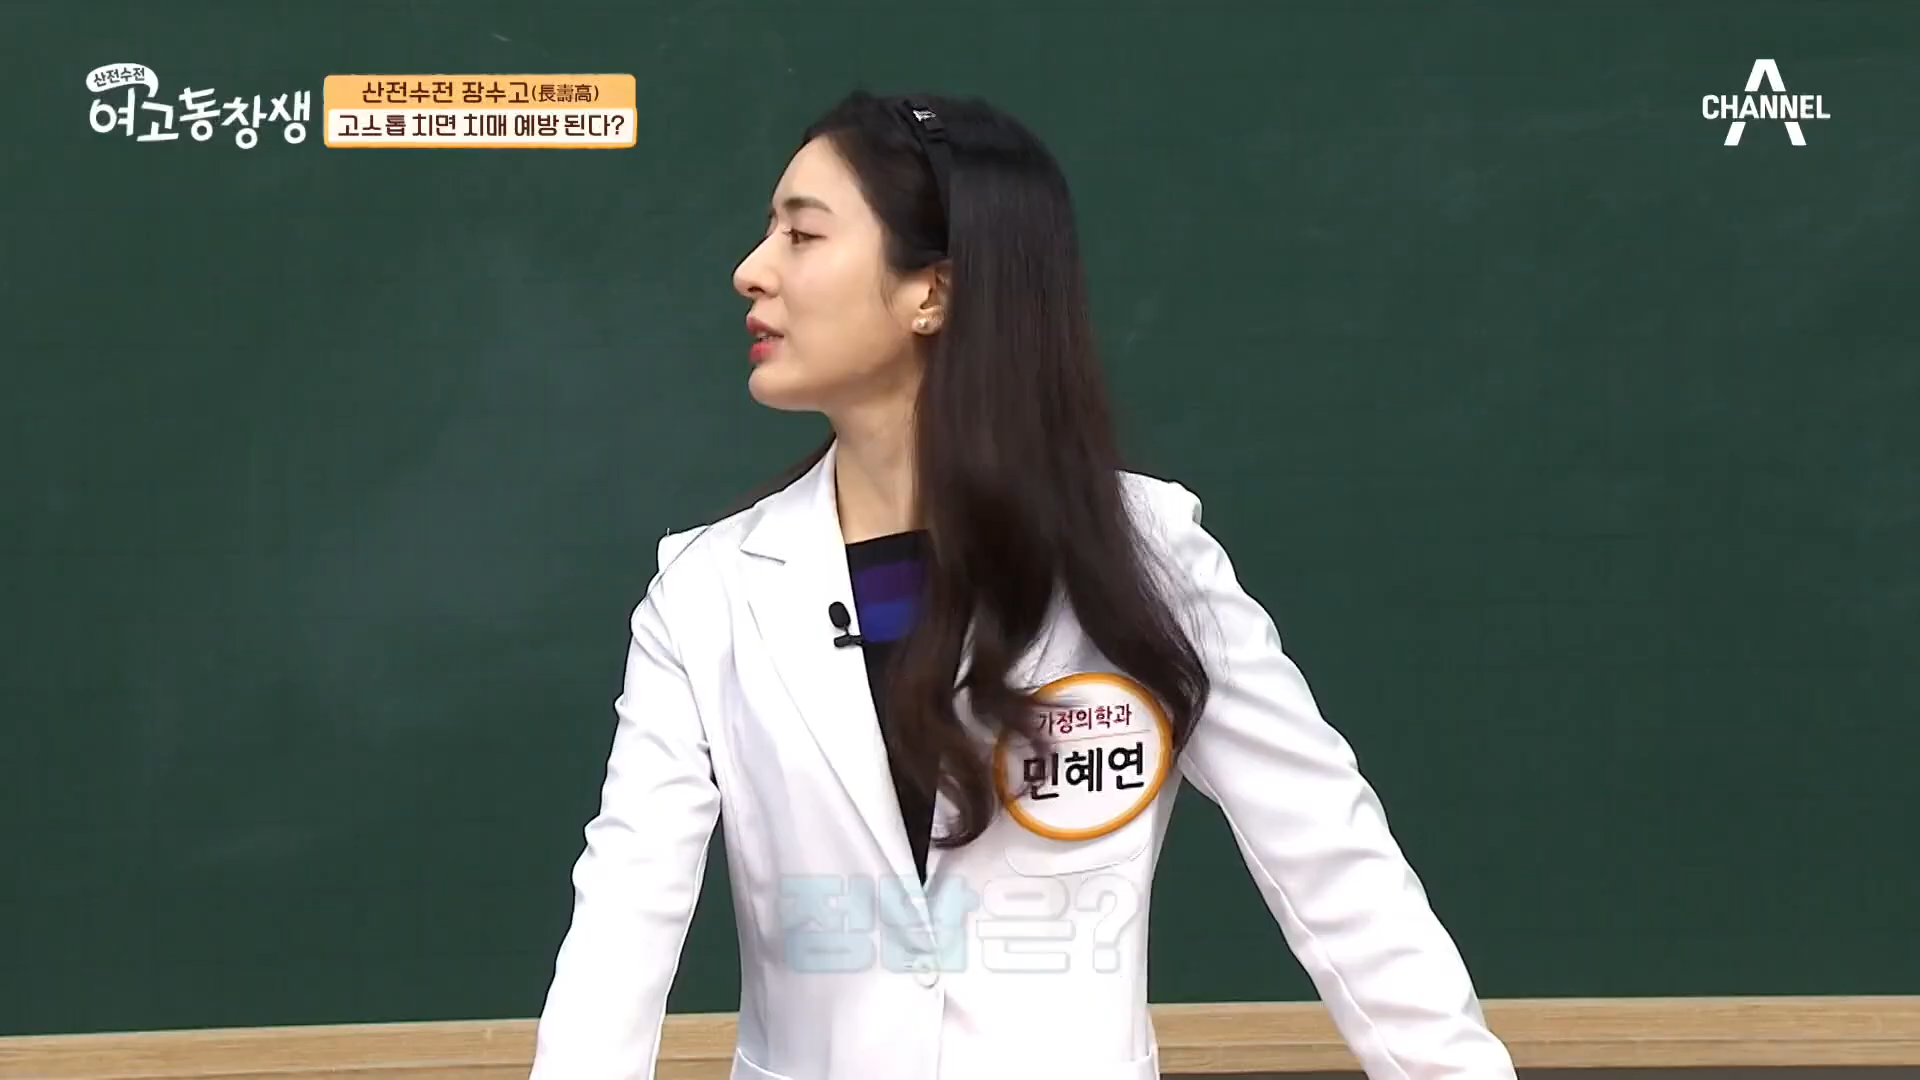 산전수전
여고동창생
산전수전 장수고(長壽高)
고스톱 치면 치매 예방 된다?
CHANNEL A
가정의학과
민혜연
정답은?